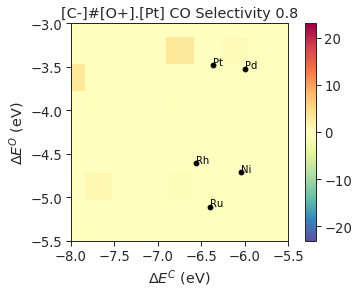 [C-]#[O+].[Pt] CO Selectivity 0.8
−3.0
−3.5
−4.0
−4.5
−5.0
−5.5
ΔE^O (eV)
Pt
Pd
Rh
Ni
Ru
−8.0 −7.5 −7.0 −6.5 −6.0 −5.5
ΔE^C (eV)
20
10
0
−10
−20